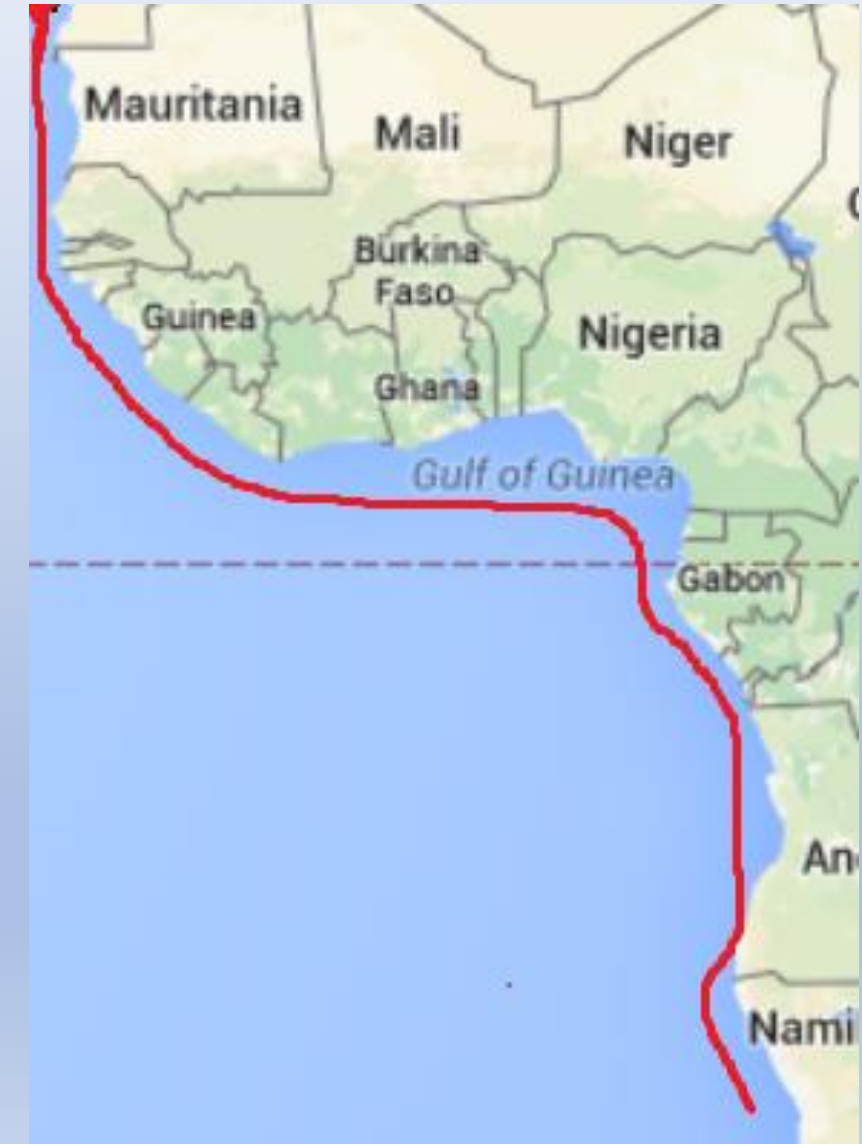 Mauritania
Mali
Niger
Burkina
Faso
Guinea
Nigeria
Ghana
Gulf of Guinea
Gabon
An
Nami